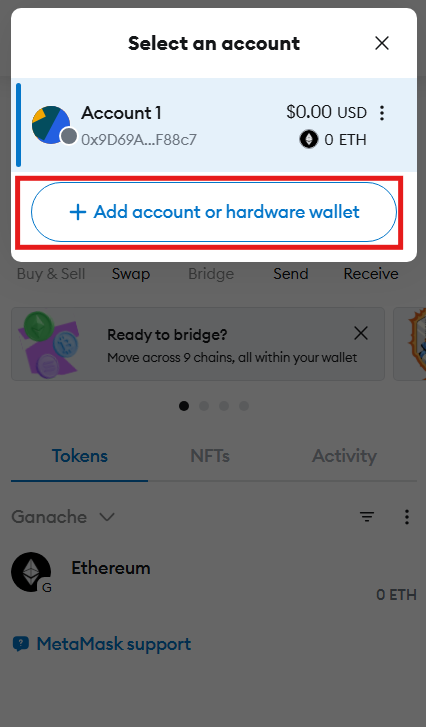 Select an account
Account 1
$0.00 USD
0x9D69A...F88c7
0 ETH
+ Add account or hardware wallet
Buy & Sell Swap Bridge Send Receive
Ready to bridge?
Move across 9 chains, all within your wallet
Tokens NFTs Activity
Ganache
Ethereum
G
0 ETH
MetaMask support